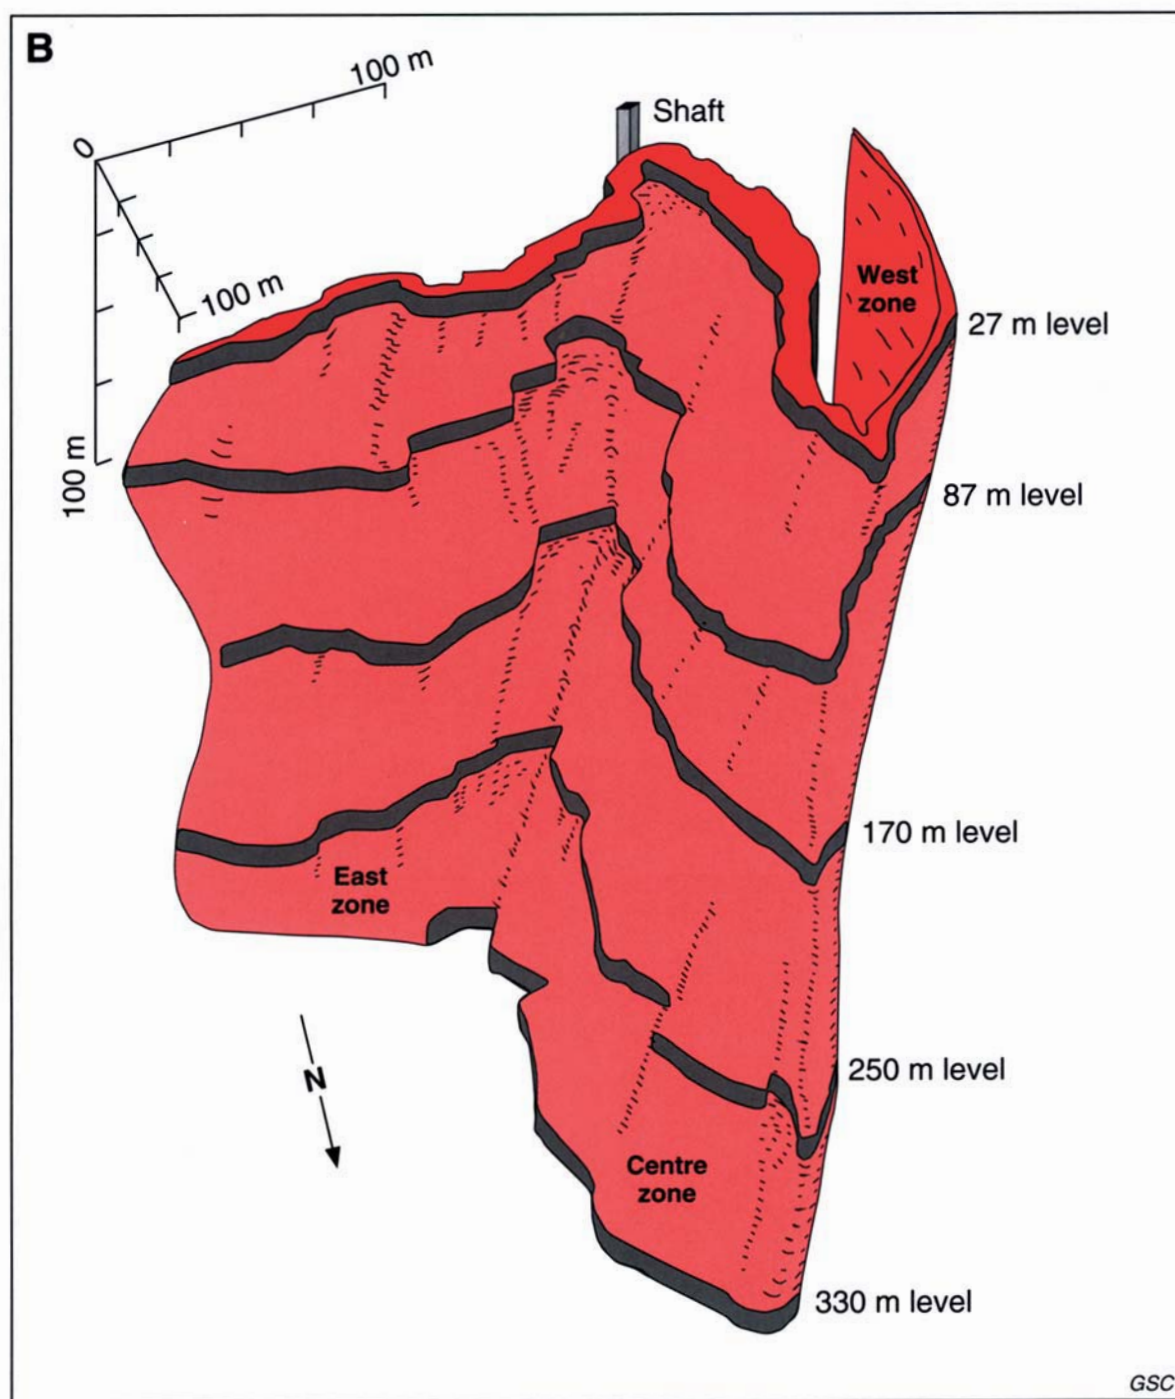 B
100 m
Shaft
0
100 m
West
zone
27 m level
100 m
87 m level
170 m level
East
zone
N
250 m level
Centre
zone
330 m level
GSC